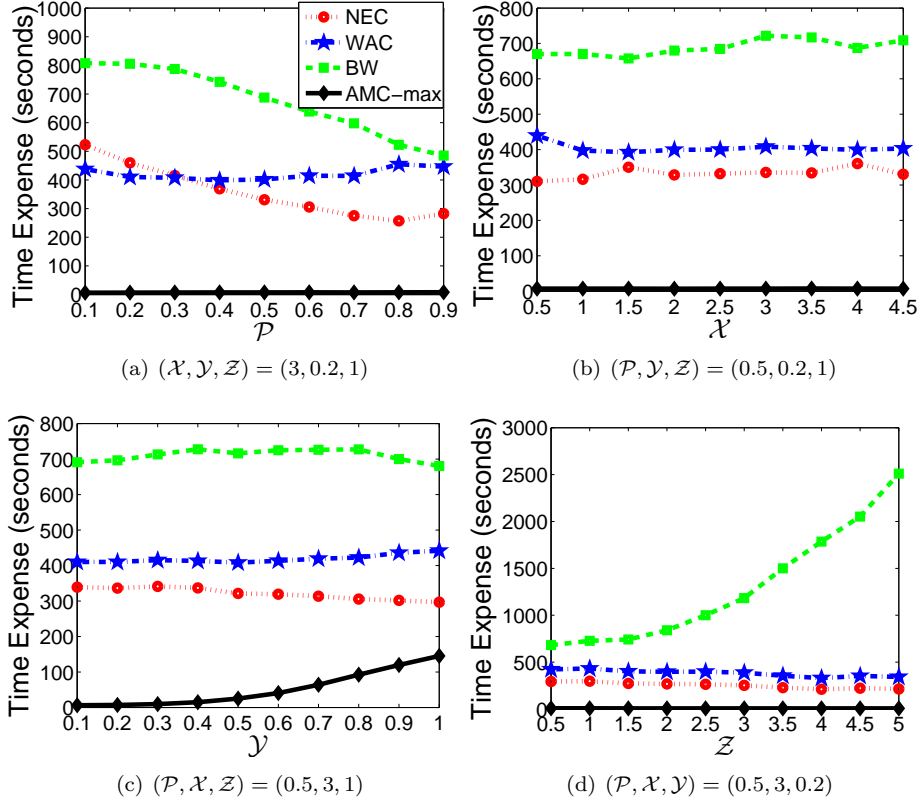 Time Expense (seconds)
1000
900
800
700
600
500
400
300
200
100
0
0.1 0.2 0.3 0.4 0.5 0.6 0.7 0.8 0.9
𝒫
NEC
WAC
BW
AMC−max
(a) (𝒳, 𝒴, 𝒵) = (3, 0.2, 1)
Time Expense (seconds)
800
700
600
500
400
300
200
100
0
0.5 1 1.5 2 2.5 3 3.5 4 4.5
𝒳
(b) (𝒫, 𝒴, 𝒵) = (0.5, 0.2, 1)
Time Expense (seconds)
800
700
600
500
400
300
200
100
0
0.1 0.2 0.3 0.4 0.5 0.6 0.7 0.8 0.9 1
𝒴
(c) (𝒫, 𝒳, 𝒵) = (0.5, 3, 1)
Time Expense (seconds)
3000
2500
2000
1500
1000
500
0
0.5 1 1.5 2 2.5 3 3.5 4 4.5 5
𝒵
(d) (𝒫, 𝒳, 𝒴) = (0.5, 3, 0.2)